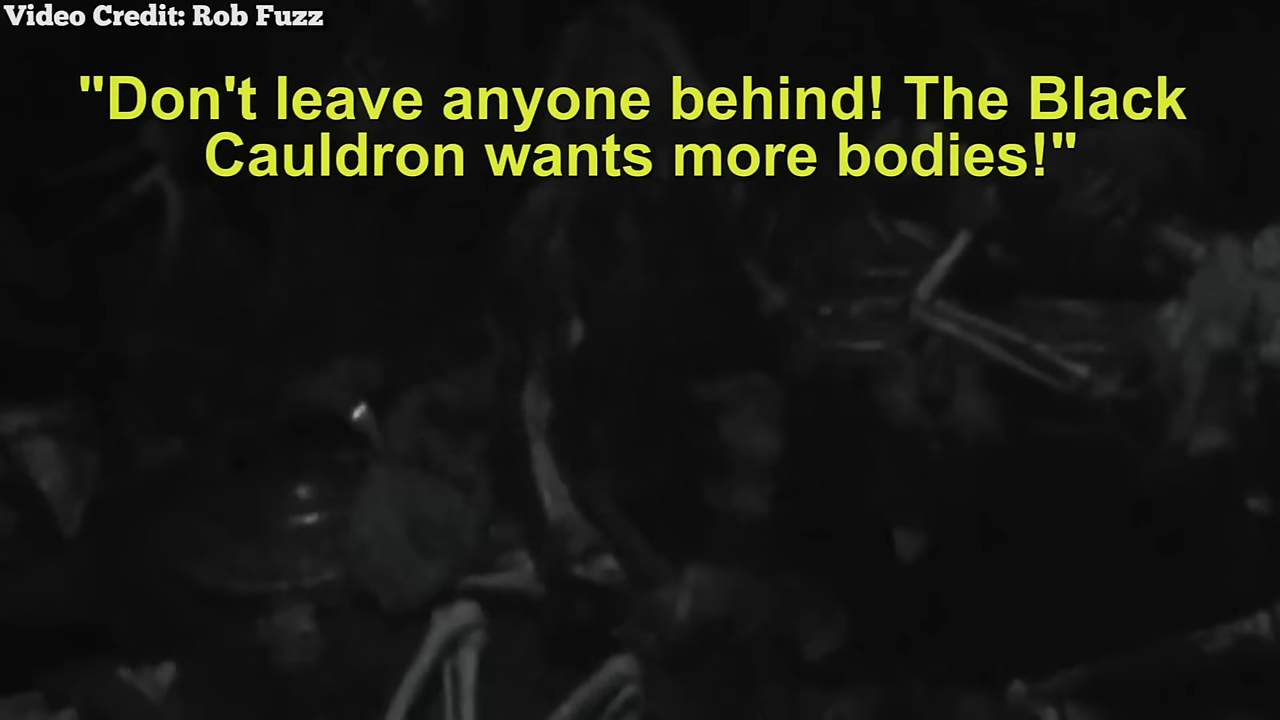 Video Credit: Rob Fuzz
"Don't leave anyone behind! The Black
Cauldron wants more bodies!"